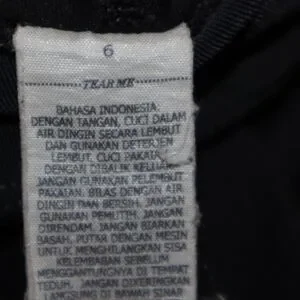 6
TEAR ME
BAHASA INDONESIA
DENGAN TANGAN, CUCI DALAM
AIR DINGIN SECARA LEMBUT
DAN GUNAKAN DETERJEN
LEMBUT. CUCI PAKAIAN
DENGAN DIBALIK KELUAR.
JANGAN GUNAKAN PELEMBUT
PAKAIAN. BILAS DENGAN AIR
DINGIN DAN BERSIH. JANGAN
GUNAKAN PEMUTIH. JANGAN
DIRENDAM. JANGAN BIARKAN
BASAH. PUTAR DENGAN MESIN
UNTUK MENGHILANGKAN SISA
KELEMBABAN SEBELUM
MENGGANTUNGNYA DI TEMPAT
TEDUH. JANGAN DIKERINGKAN
LANGSUNG DI BAWAH SINAR